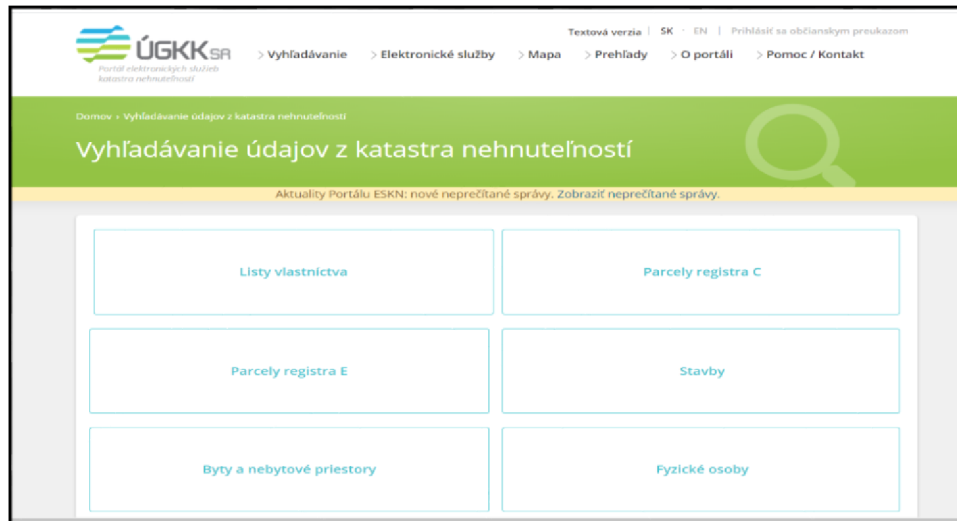 Textová verzia | SK · EN | Prihlásiť sa občianskym preukazom
ÚGKK SR
Portál elektronických služieb
katastra nehnuteľností
> Vyhľadávanie > Elektronické služby > Mapa > Prehľady > O portáli > Pomoc / Kontakt
Domov › Vyhľadávanie údajov z katastra nehnuteľností
Vyhľadávanie údajov z katastra nehnuteľností
Aktuality Portálu ESKN: nové neprečítané správy. Zobraziť neprečítané správy.
Listy vlastníctva
Parcely registra C
Parcely registra E
Stavby
Byty a nebytové priestory
Fyzické osoby